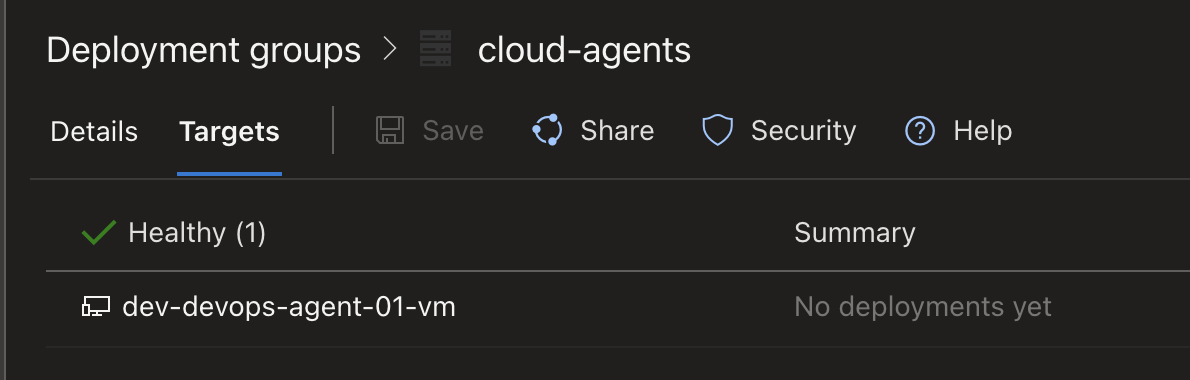 Deployment groups > cloud-agents
Details Targets Save Share Security Help
Healthy (1) Summary
dev-devops-agent-01-vm No deployments yet